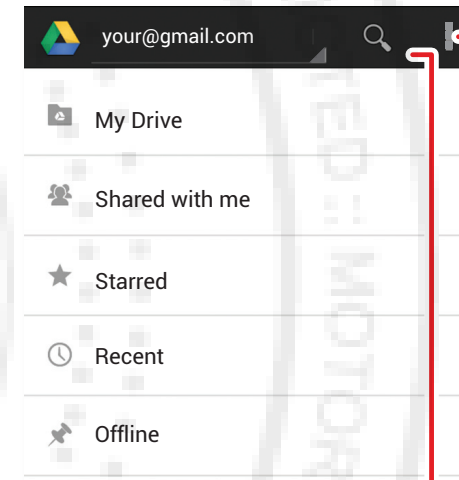 your@gmail.com
My Drive
Shared with me
Starred
Recent
Offline